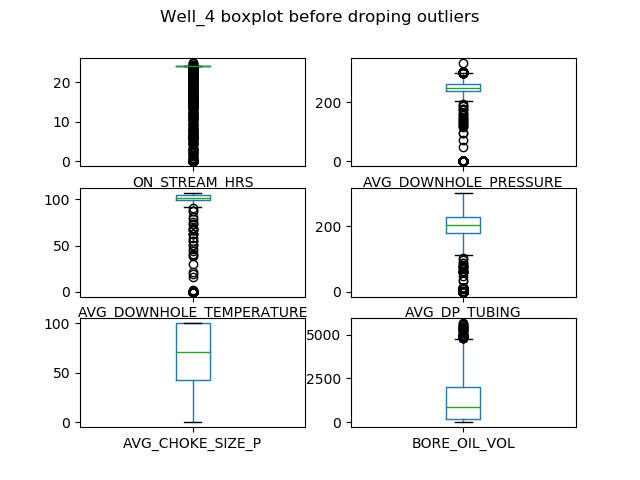 Well_4 boxplot before droping outliers
20
10
0
ON_STREAM_HRS
200
0
AVG_DOWNHOLE_PRESSURE
100
50
0
AVG_DOWNHOLE_TEMPERATURE
200
0
AVG_DP_TUBING
100
50
0
AVG_CHOKE_SIZE_P
5000
2500
0
BORE_OIL_VOL